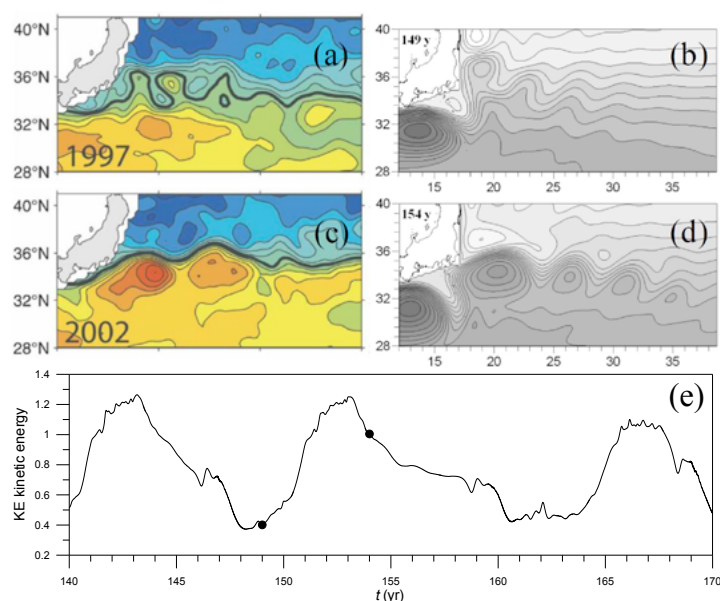 40°N
36°N
32°N
28°N
1997
(a)
40
36
32
28
149 y
(b)
15 20 25 30 35
40°N
36°N
32°N
28°N
2002
(c)
40
36
32
28
154 y
(d)
15 20 25 30 35
KE kinetic energy
1.4
1.2
1
0.8
0.6
0.4
0.2
(e)
140 145 150 155 160 165 170
t (yr)